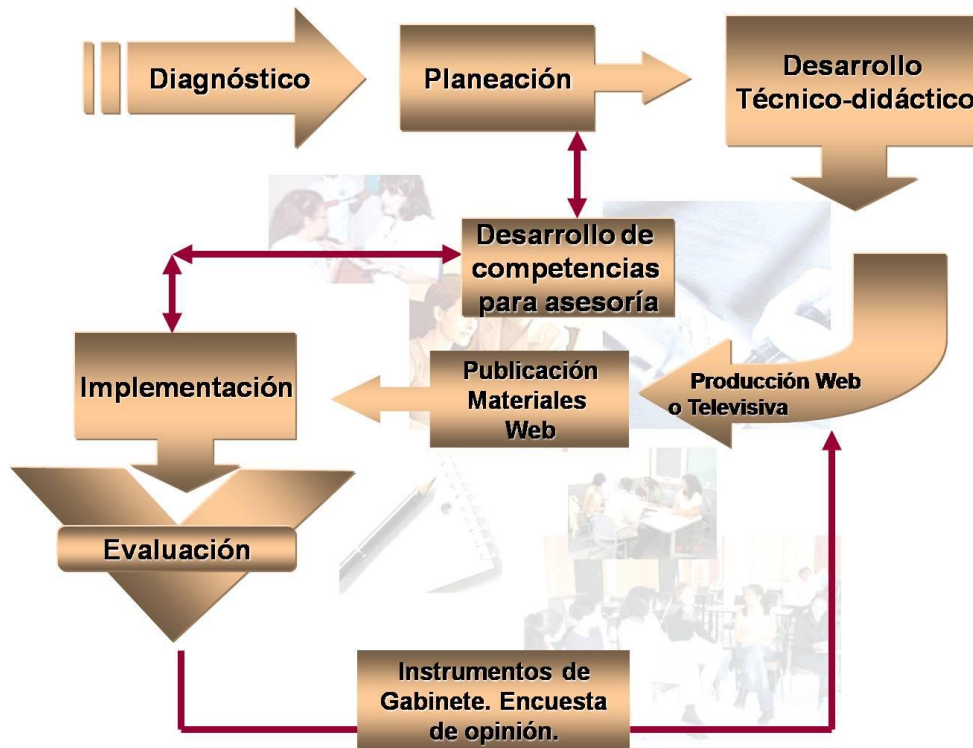 Diagnóstico
Planeación
Desarrollo
Técnico-didáctico
Desarrollo de
competencias
para asesoría
Implementación
Publicación
Materiales
Web
Producción Web
o Televisiva
Evaluación
Instrumentos de
Gabinete. Encuesta
de opinión.